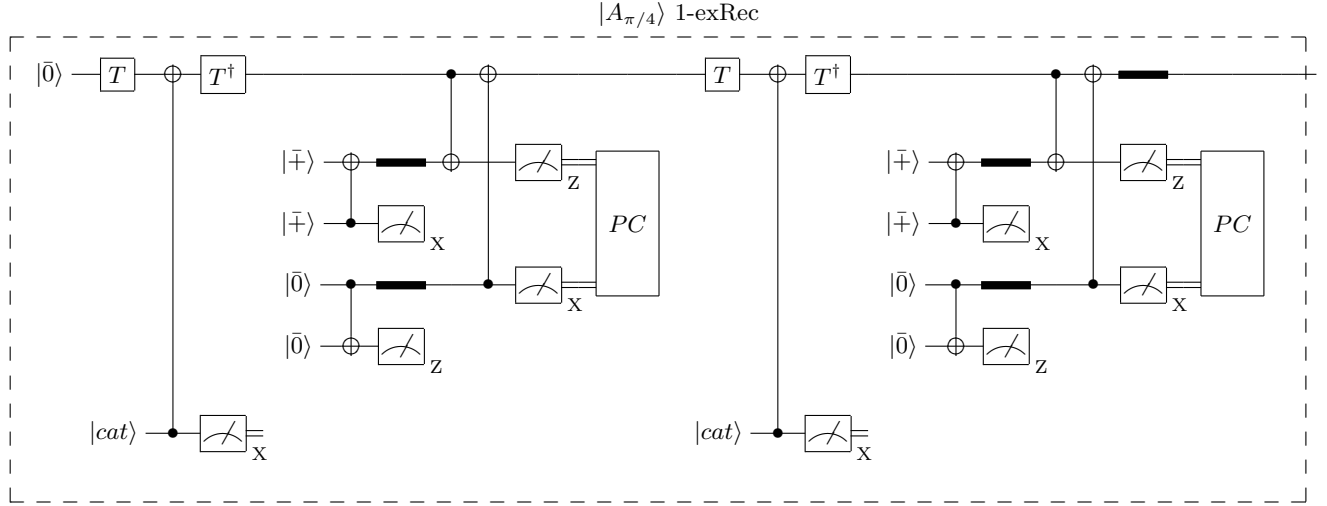 |A_{π/4}⟩ 1-exRec
|0̄⟩ T T† T T†
|+̄⟩ Z |+̄⟩ Z
|+̄⟩ X PC |+̄⟩ X PC
|0̄⟩ X |0̄⟩ X
|0̄⟩ Z |0̄⟩ Z
|cat⟩ X |cat⟩ X